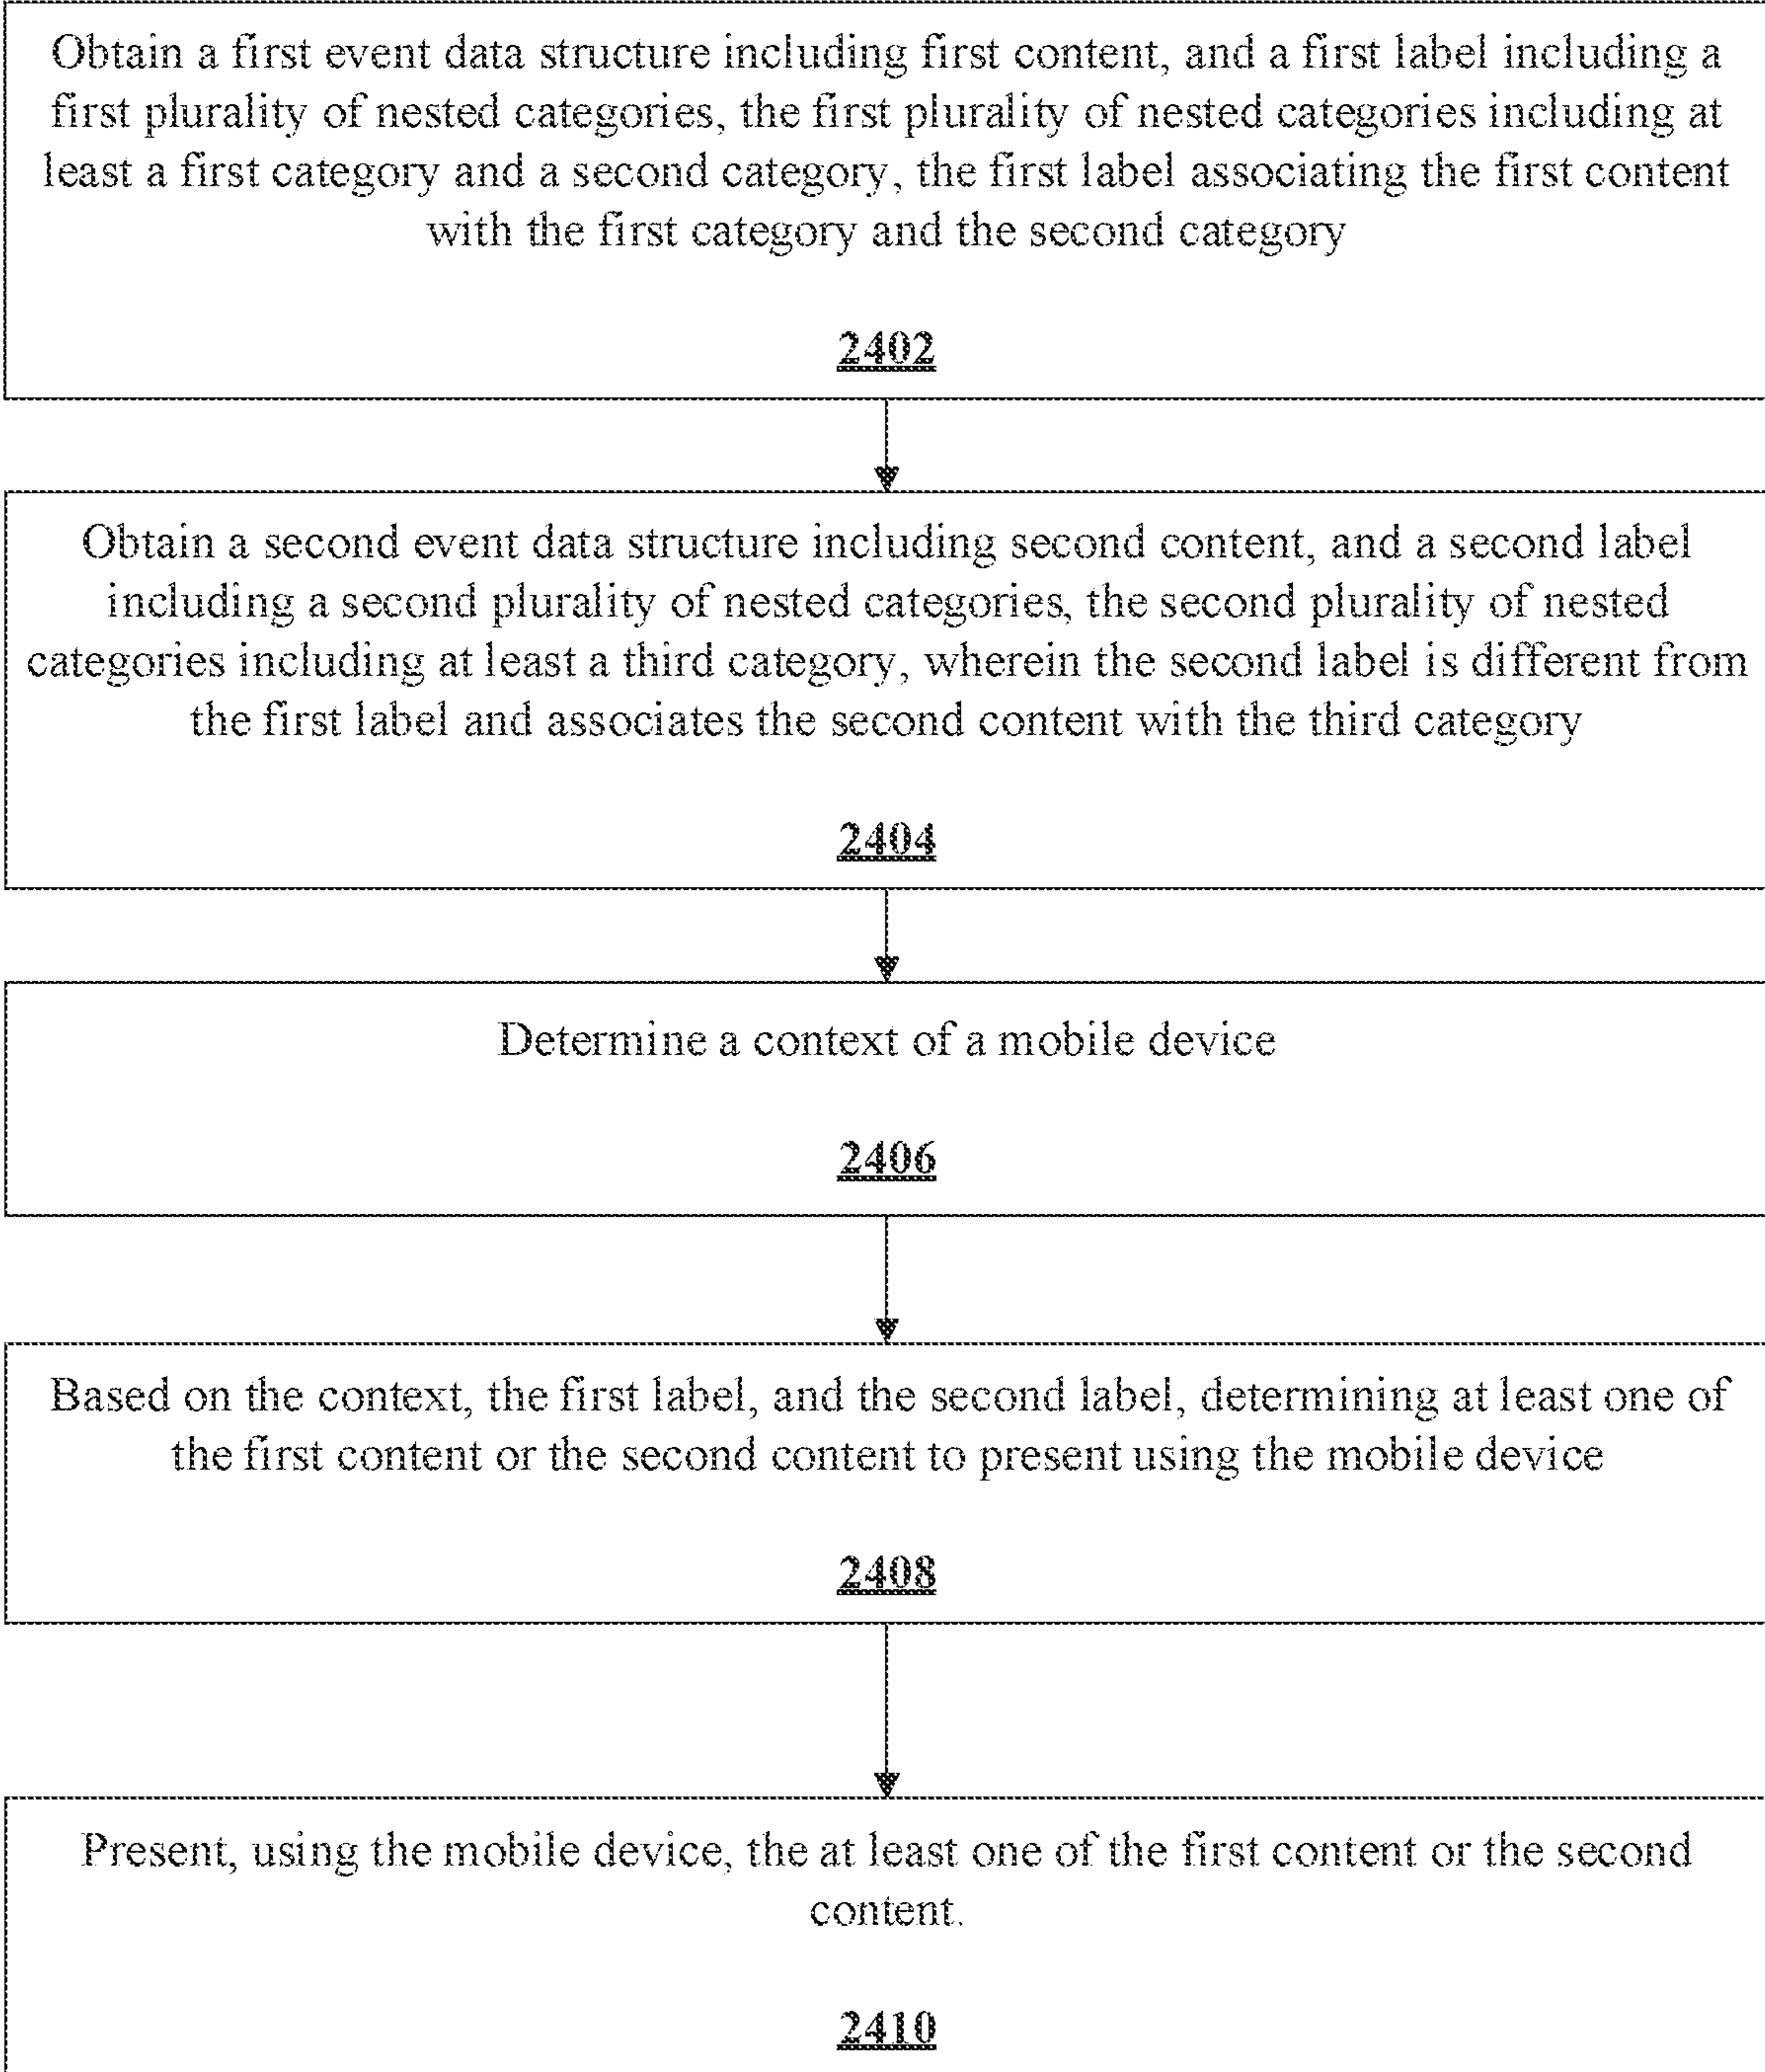 Obtain a first event data structure including first content, and a first label including a
first plurality of nested categories, the first plurality of nested categories including at
least a first category and a second category, the first label associating the first content
with the first category and the second category
2402
Obtain a second event data structure including second content, and a second label
including a second plurality of nested categories, the second plurality of nested
categories including at least a third category, wherein the second label is different from
the first label and associates the second content with the third category
2404
Determine a context of a mobile device
2406
Based on the context, the first label, and the second label, determining at least one of
the first content or the second content to present using the mobile device
2408
Present, using the mobile device, the at least one of the first content or the second
content.
2410